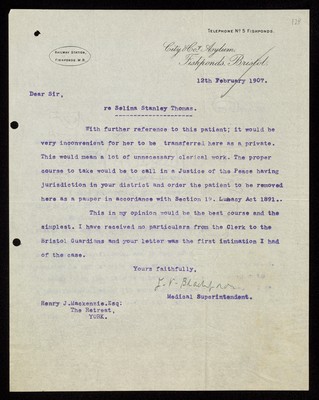 TELEPHONE Nº 5 FISHPONDS.
RAILWAY STATION,
FISHPONDS, M.R.
City & Co. Asylum,
Fishponds, Bristol.
12th February 1907.
Dear Sir,
re Selina Stanley Thomas.
With further reference to this patient; it would be
very inconvenient for her to be transferred here as a private.
This would mean a lot of unnecessary clerical work. The proper
course to take would be to call in a Justice of the Peace having
jurisdiction in your district and order the patient to be removed
here as a pauper in accordance with Section Lunacy Act 1891..
This in my opinion would be the best course and the
simplest. I have received no particulars from the Clerk to the
Bristol Guardians and your letter was the first intimation I had
of the case.
Yours faithfully,
Medical Superintendent.
Henry J.Mackenzie.Esq:
The Retreat,
YORK.